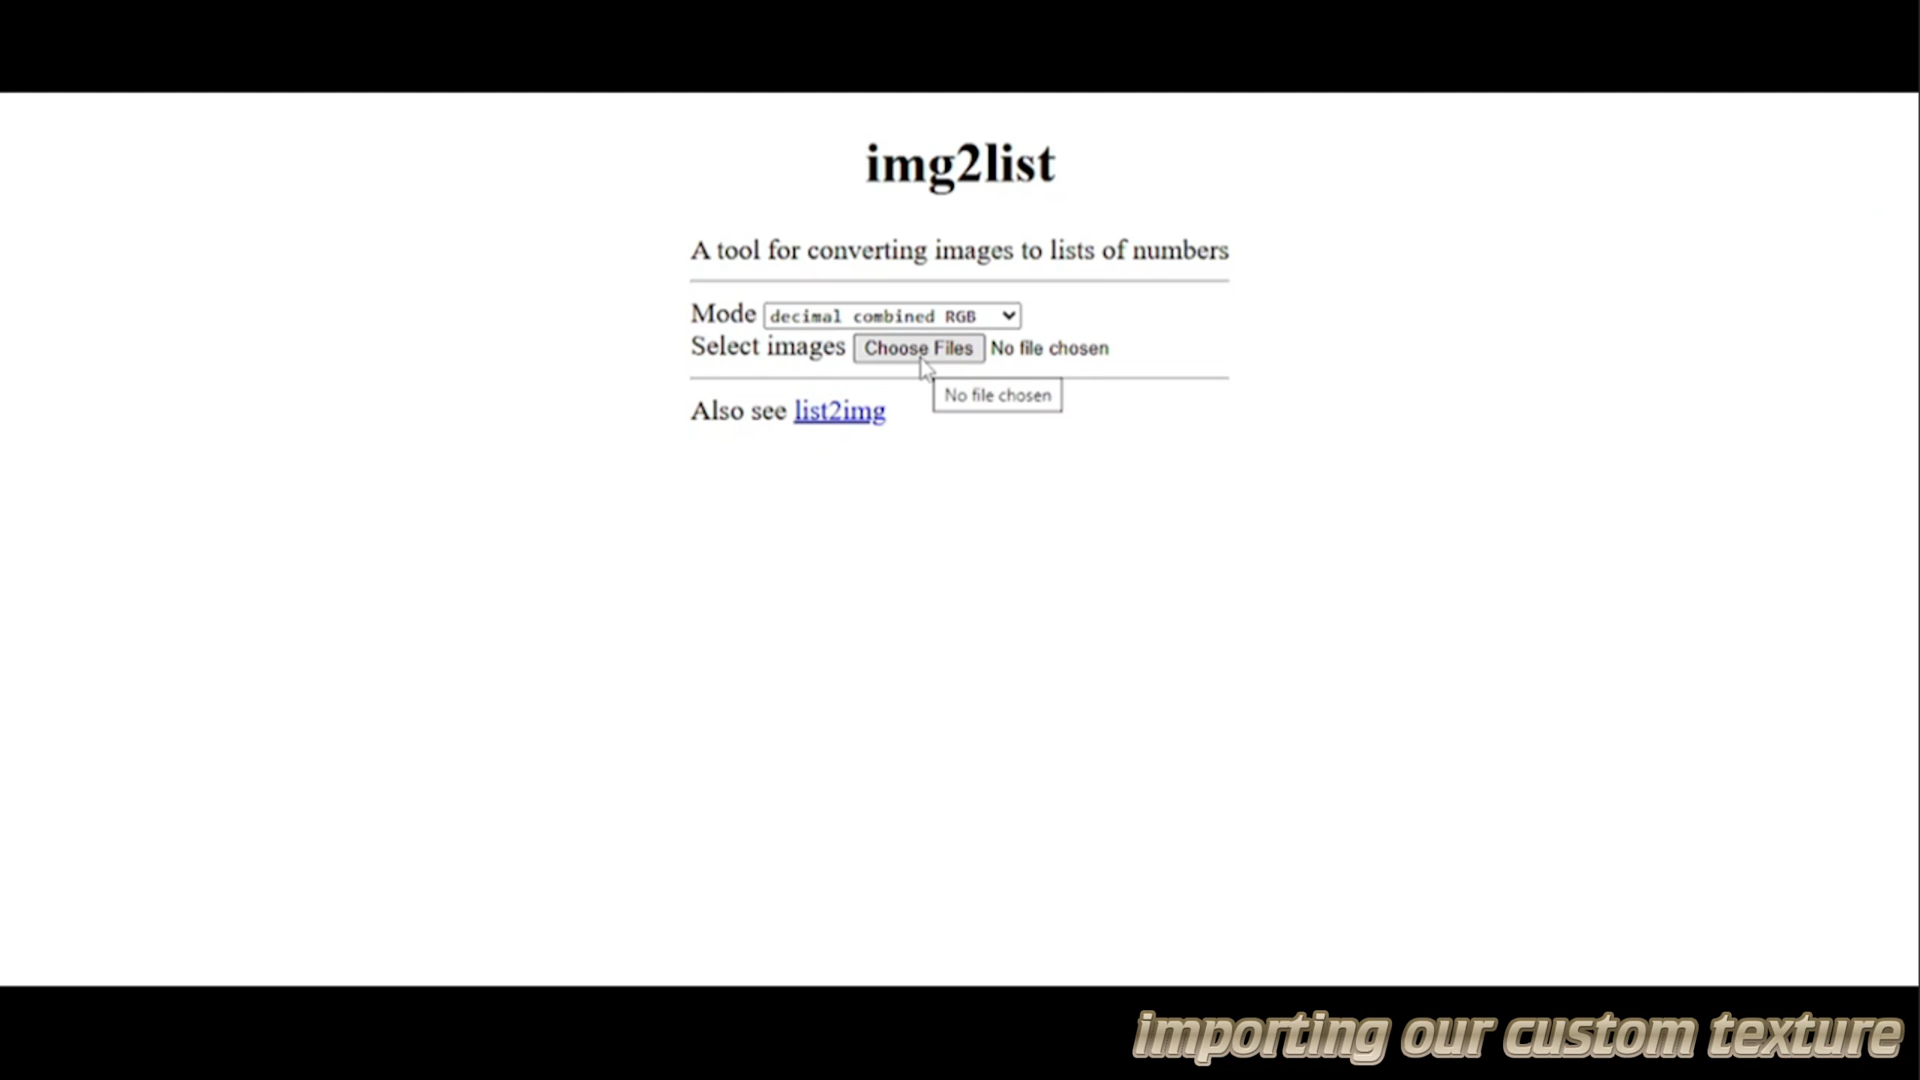 img2list
A tool for converting images to lists of numbers
Mode decimal combined RGB
Select images Choose Files No file chosen
No file chosen
Also see list2img
importing our custom texture